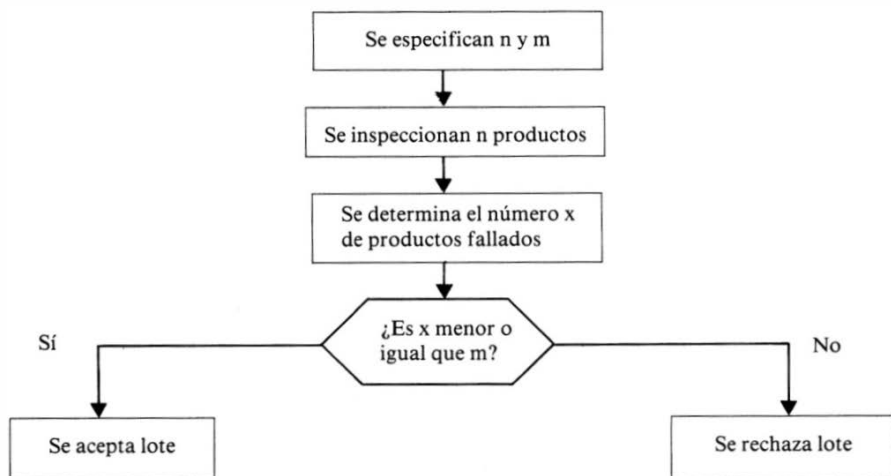 Se especifican n y m
Se inspeccionan n productos
Se determina el número x
de productos fallados
¿Es x menor o
igual que m?
Sí
No
Se acepta lote
Se rechaza lote